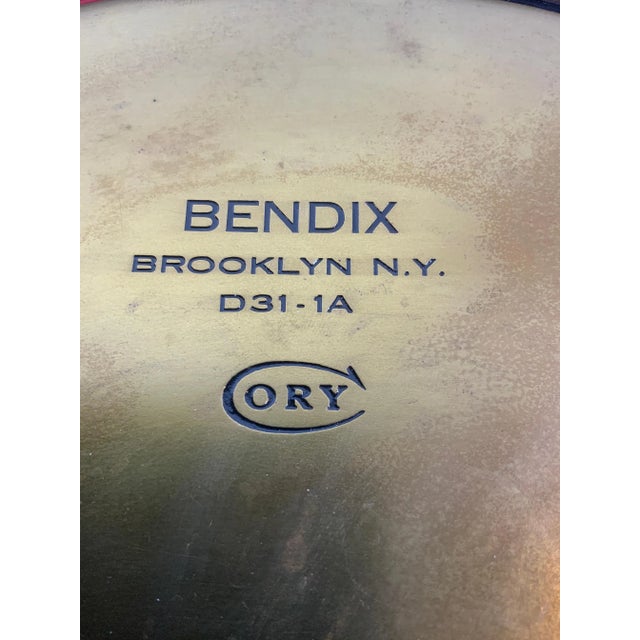 BENDIX
BROOKLYN N.Y.
D31-1A
CORY